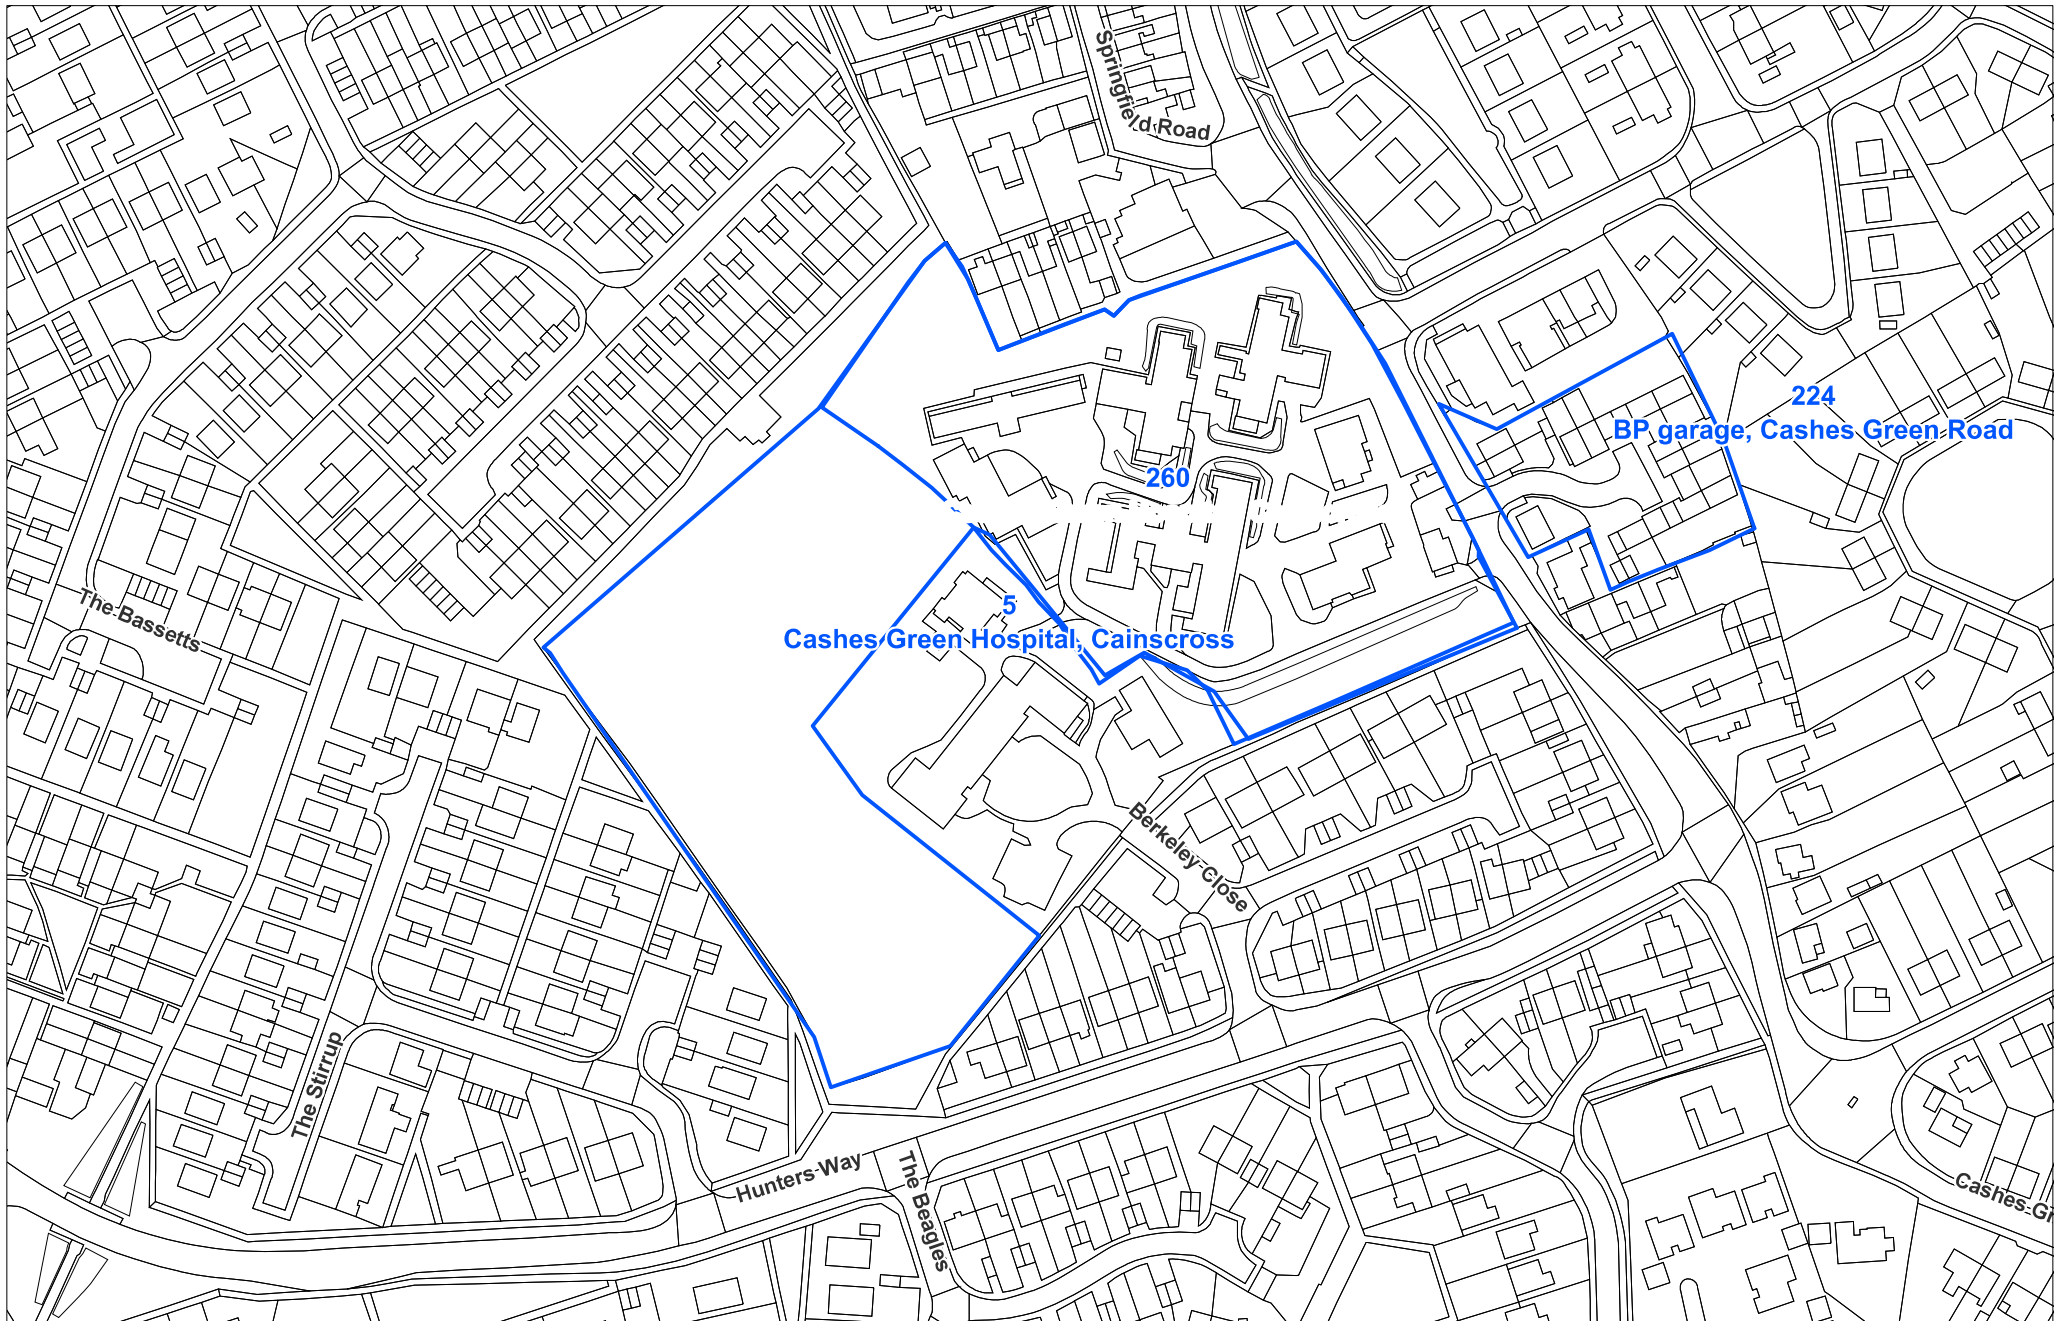 Springfield Road
224
BP garage, Cashes Green Road
260
5
Cashes Green Hospital, Cainscross
The Bassetts
Berkeley Close
The Stirrup
Hunters Way
The Beagles
Cashes Gr